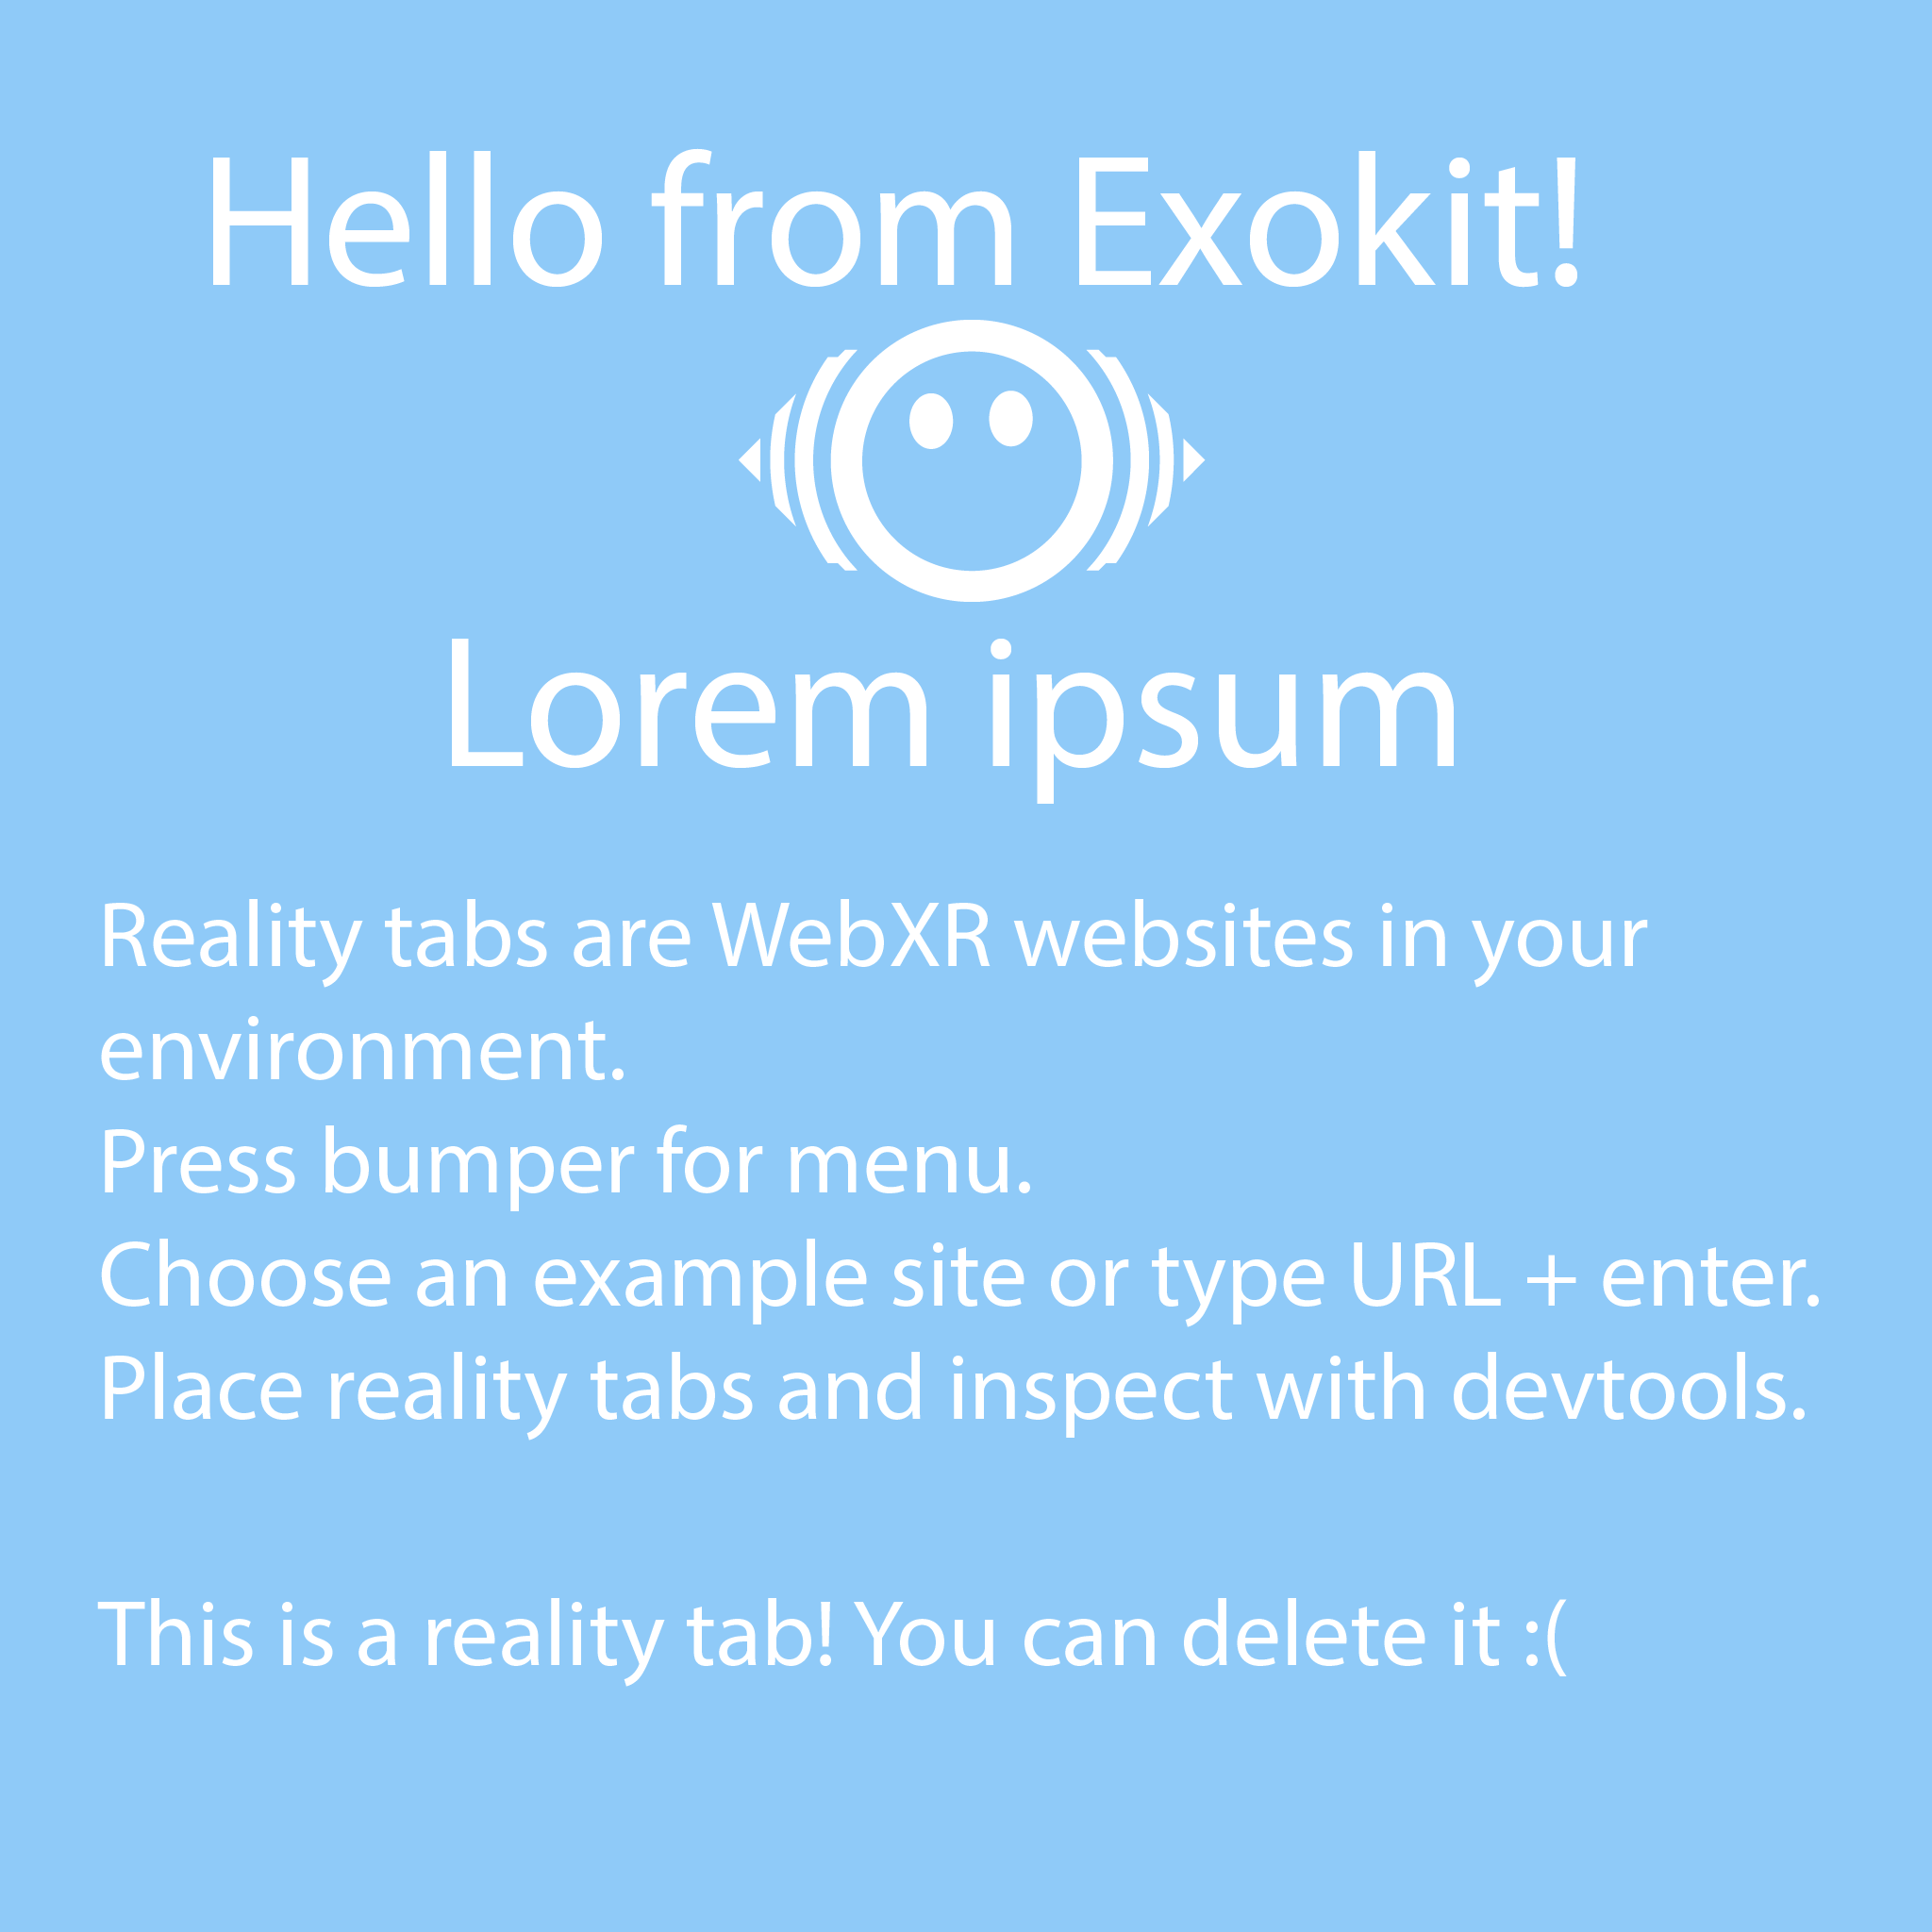 Hello from Exokit!
Lorem ipsum
Reality tabs are WebXR websites in your
environment.
Press bumper for menu.
Choose an example site or type URL + enter.
Place reality tabs and inspect with devtools.
This is a reality tab! You can delete it :(